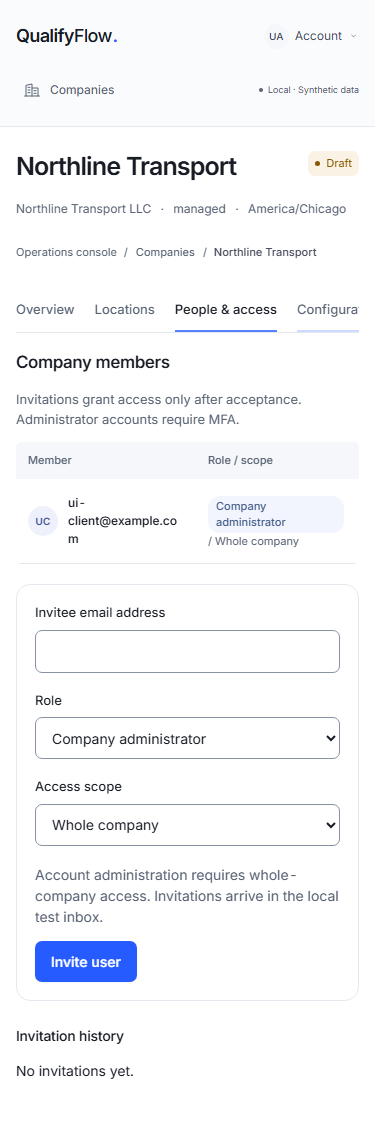 QualifyFlow.
UA Account
Companies
Local · Synthetic data
Northline Transport
Draft
Northline Transport LLC · managed · America/Chicago
Operations console / Companies / Northline Transport
Overview Locations People & access Configura
Company members
Invitations grant access only after acceptance.
Administrator accounts require MFA.
Member Role / scope
UC
ui-
client@example.co
m
Company
administrator
/ Whole company
Invitee email address
Role
Company administrator
Access scope
Whole company
Account administration requires whole-
company access. Invitations arrive in the local
test inbox.
Invite user
Invitation history
No invitations yet.